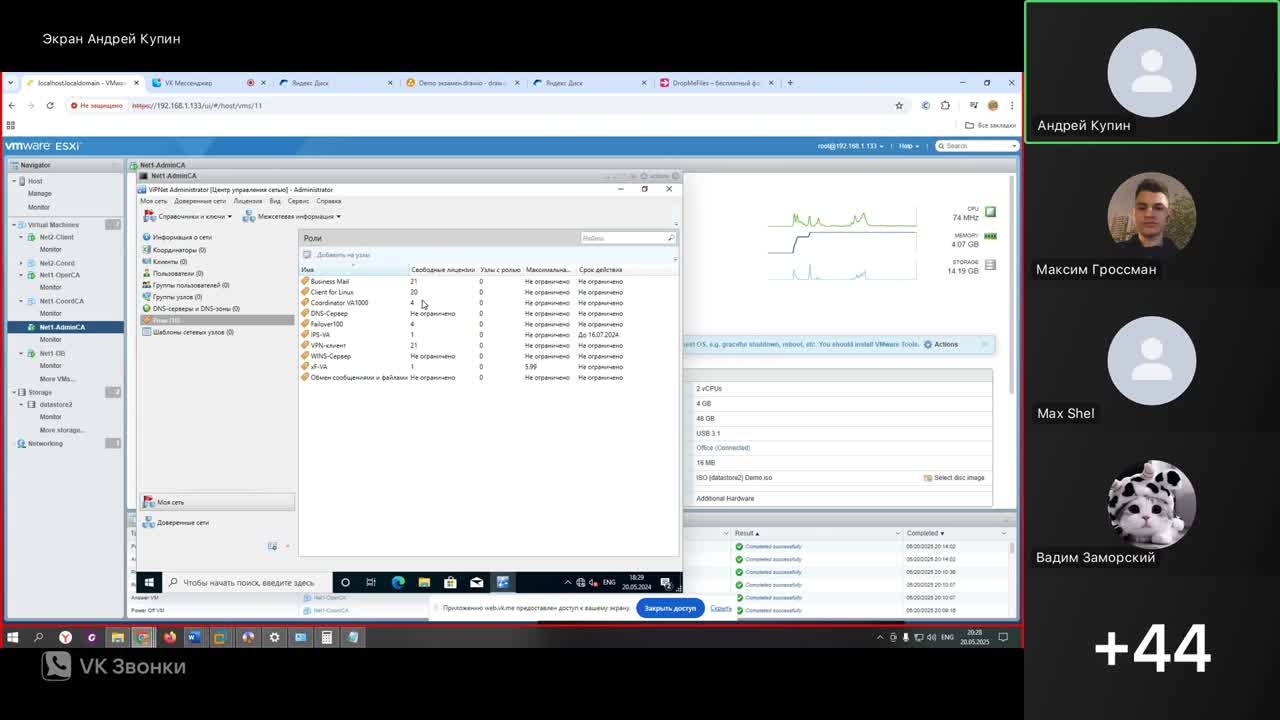 Экран Андрей Купин
localhost.localdomain - VMwa
VK Мессенджер
Яндекс Диск
Demo экзамен.drawio - draw
Яндекс Диск
DropMeFiles – бесплатный ф
Не защищено
https://192.168.1.133/ui/#/host/vms/11
Все закладки
vmware ESXi
root@192.168.1.133
Help
Search
Navigator
Host
Manage
Monitor
Virtual Machines
Net2-Client
Monitor
Net2-Coord
Net1-OperCA
Monitor
Net1-CoordCA
Monitor
Net1-AdminCA
Monitor
Net1-DB
Monitor
More VMs...
Storage
datastore2
Monitor
More storage...
Networking
Net1-AdminCA
Net1-AdminCA
Actions
ViPNet Administrator [Центр управления сетью] - Administrator
Моя сеть Доверенные сети Лицензия Вид Сервис Справка
Справочники и ключи
Межсетевая информация
Информация о сети
Координаторы (0)
Клиенты (0)
Пользователи (0)
Группы пользователей (0)
Группы узлов (0)
DNS-серверы и DNS-зоны (0)
Роли (10)
Шаблоны сетевых узлов (0)
Моя сеть
Доверенные сети
Роли
Найти
Добавить на узлы
Имя Свободные лицензии Узлы с ролью Максимальна... Срок действия
Business Mail 21 0 Не ограничено Не ограничено
Client for Linux 20 0 Не ограничено Не ограничено
Coordinator VA1000 4 0 Не ограничено Не ограничено
DNS-Сервер Не ограничено 0 Не ограничено Не ограничено
Failover100 4 0 Не ограничено Не ограничено
IPS-VA 1 0 Не ограничено До 16.07.2024
VPN-клиент 21 0 Не ограничено Не ограничено
WINS-Сервер Не ограничено 0 Не ограничено Не ограничено
xF-VA 1 0 5.99 Не ограничено
Обмен сообщениями и файлами Не ограничено 0 Не ограничено Не ограничено
Чтобы начать поиск, введите здесь
ENG
18:29
20.05.2024
CPU
74 MHz
MEMORY
4.07 GB
STORAGE
14.19 GB
est OS, e.g. graceful shutdown, reboot, etc. You should install VMware Tools.
Actions
2 vCPUs
4 GB
48 GB
USB 3.1
Office (Connected)
16 MB
ISO [datastore2] Demo.iso
Select disc image
Additional Hardware
Result
Completed
Completed successfully 05/20/2025 20:14:02
Completed successfully 05/20/2025 20:14:02
Completed successfully 05/20/2025 20:10:36
Completed successfully 05/20/2025 20:10:07
Answer VM Net1-OperCA Completed successfully 05/20/2025 20:10:07
Power Off VM Net1-CoordCA Completed successfully 05/20/2025 20:09:16
Приложению web.vk.me предоставлен доступ к вашему экрану.
Закрыть доступ
Скрыть
ENG
20:28
20.05.2025
VK Звонки
Андрей Купин
Максим Гроссман
Max Shel
Вадим Заморский
+44